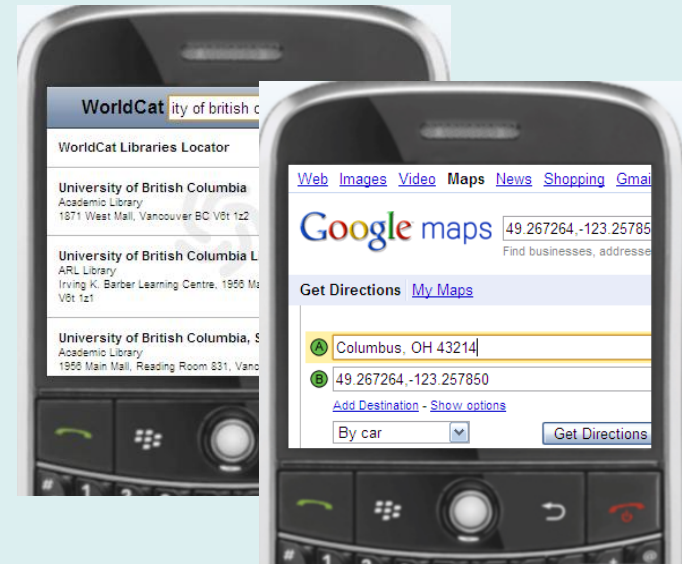 WorldCat ity of british c
WorldCat Libraries Locator
University of British Columbia
Academic Library
1871 West Mall, Vancouver BC V6t 1z2
University of British Columbia L
ARL Library
Irving K. Barber Learning Centre, 1956 Ma
V6t 1z1
University of British Columbia, S
Academic Library
1956 Main Mall, Reading Room 831, Vanc
# 1 2
Web Images Video Maps News Shopping Gmai
Google maps 49.267264,-123.25785
Find businesses, addresse
Get Directions My Maps
A Columbus, OH 43214
B 49.267264,-123.257850
Add Destination - Show options
By car Get Directions
# 1 @